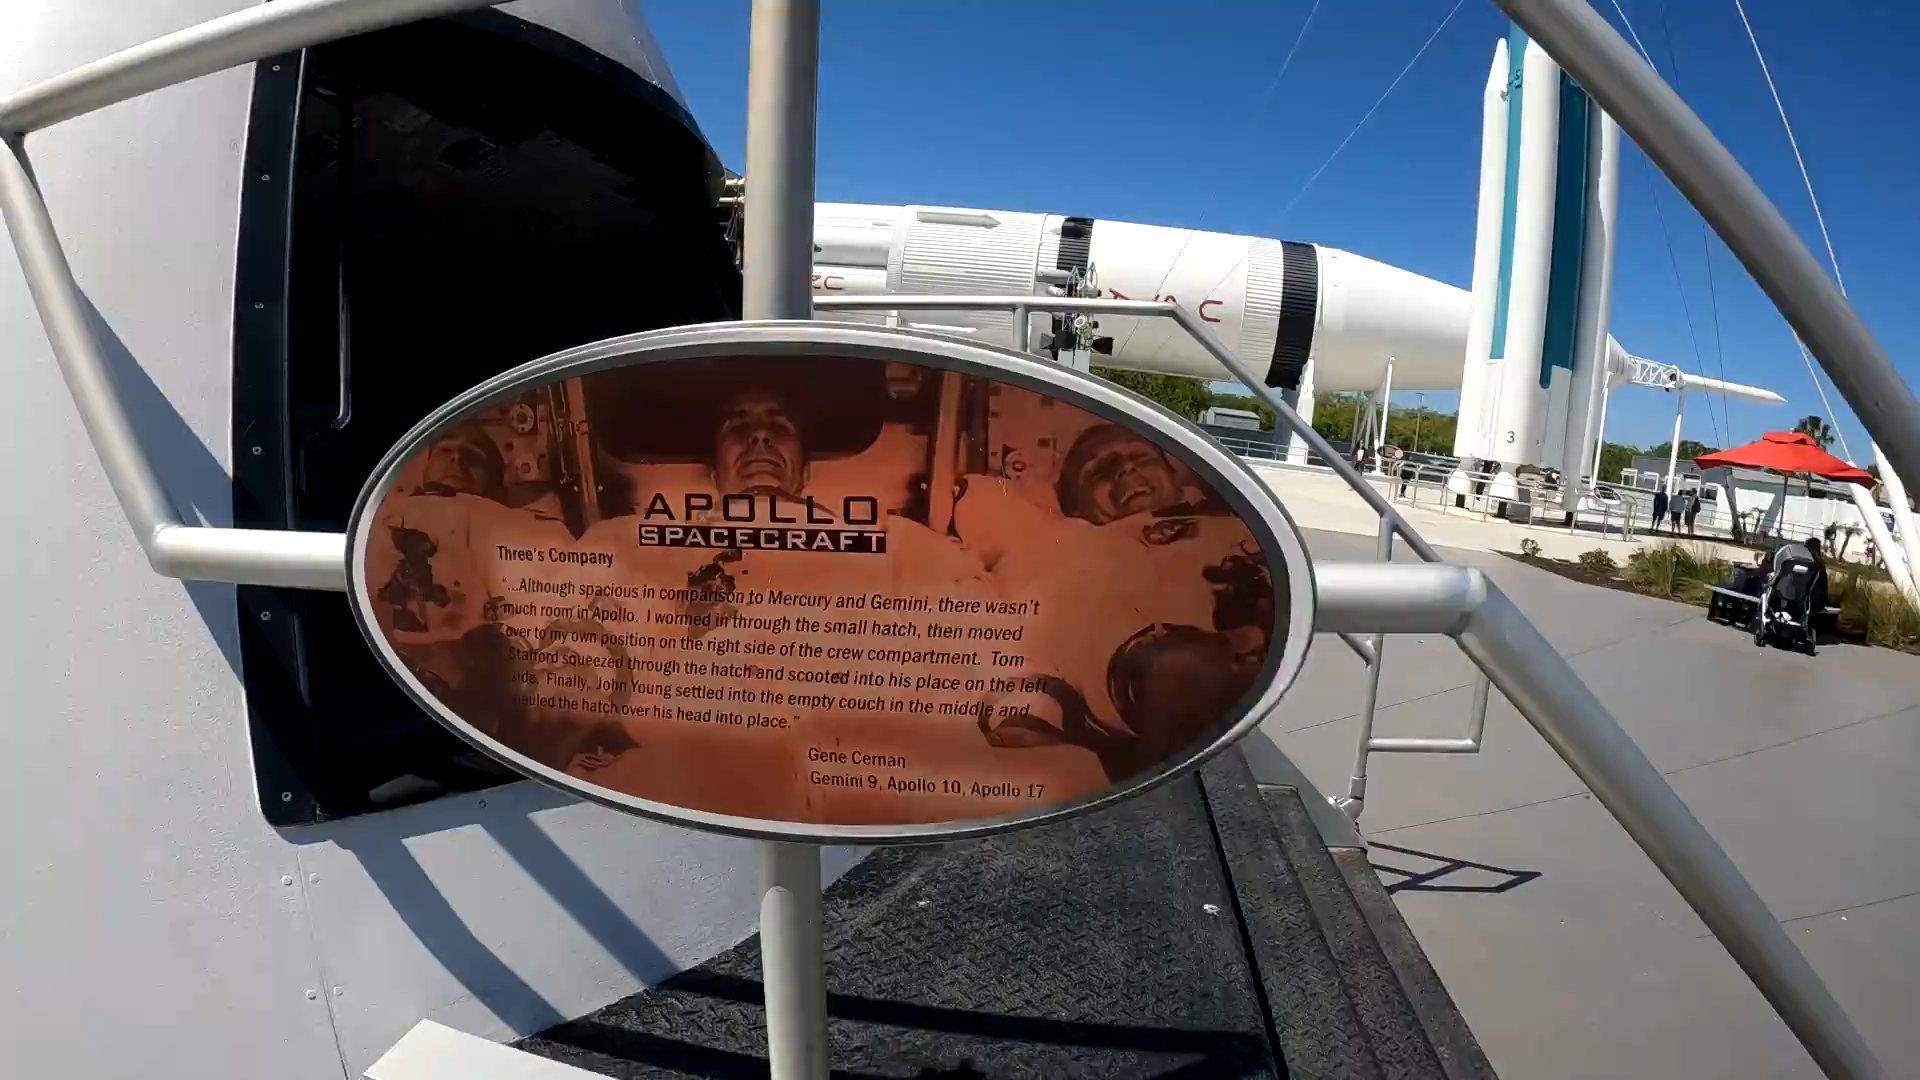 APOLLO
SPACECRAFT
Three's Company
"...Although spacious in comparison to Mercury and Gemini, there wasn't
much room in Apollo. I wormed in through the small hatch, then moved
over to my own position on the right side of the crew compartment. Tom
Stafford squeezed through the hatch and scooted into his place on the left
side. Finally, John Young settled into the empty couch in the middle and
hauled the hatch over his head into place."
Gene Cernan
Gemini 9, Apollo 10, Apollo 17
3